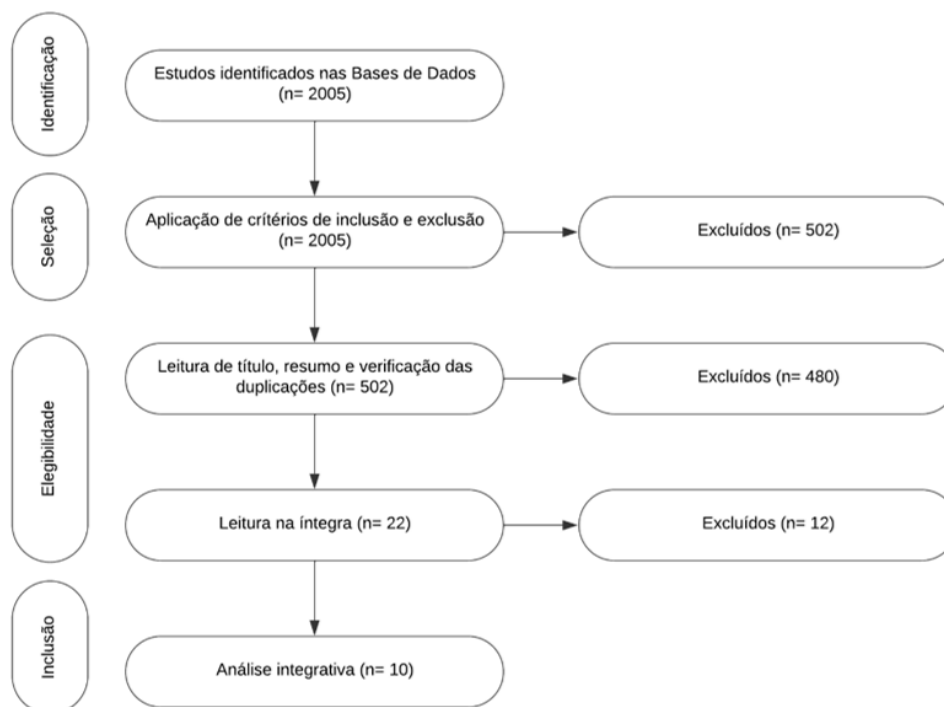 Identificação
Estudos identificados nas Bases de Dados
(n= 2005)
Seleção
Aplicação de critérios de inclusão e exclusão
(n= 2005)
Excluídos (n= 502)
Elegibilidade
Leitura de título, resumo e verificação das
duplicações (n= 502)
Excluídos (n= 480)
Leitura na íntegra (n= 22)
Excluídos (n= 12)
Inclusão
Análise integrativa (n= 10)